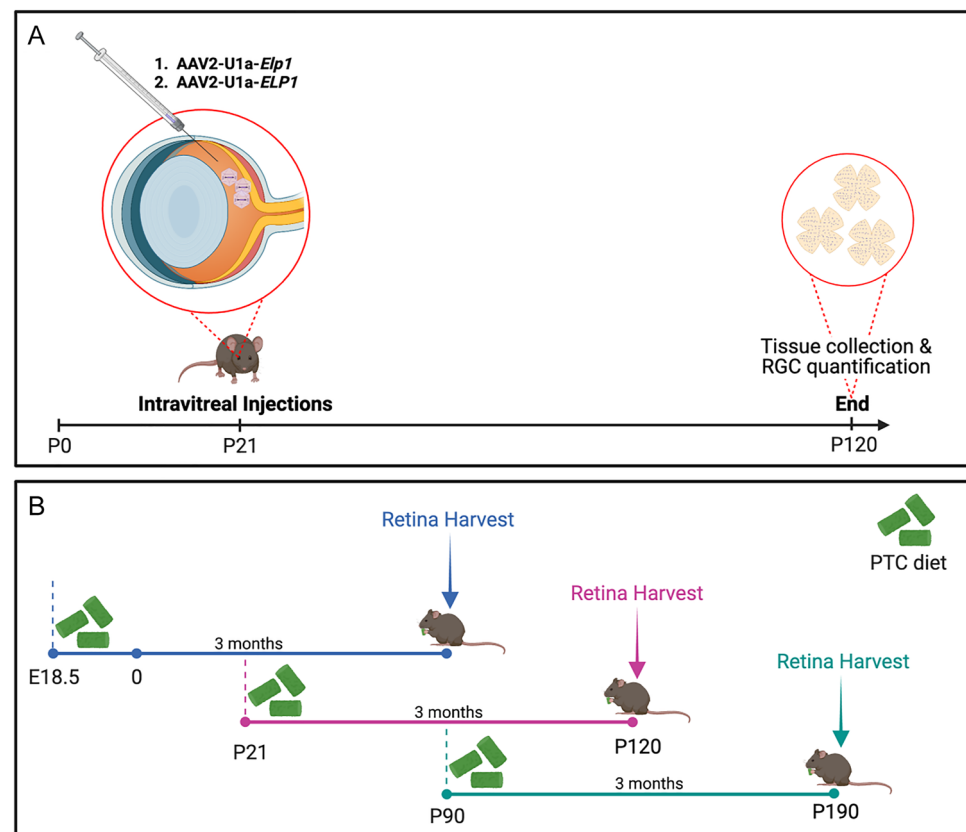 A
1. AAV2-U1a-Elp1
2. AAV2-U1a-ELP1
Tissue collection &
RGC quantification
Intravitreal Injections
End
P0
P21
P120
B
Retina Harvest
PTC diet
Retina Harvest
3 months
E18.5
0
Retina Harvest
3 months
P21
P120
3 months
P90
P190